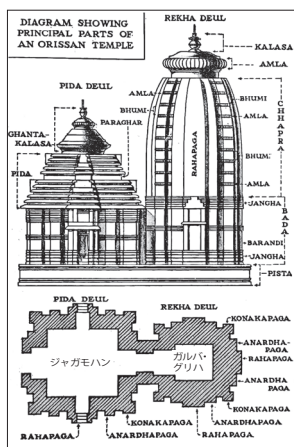 DIAGRAM SHOWING
PRINCIPAL PARTS OF
AN ORISSAN TEMPLE
REKHA DEUL
KALASA
AMLA
PIDA DEUL
AMLA
BHUMI
PARAGHAR
GHANTA-
KALASA
PIDA
RAHAPAGA
BHUMI
AMLA
BHUMI
AMLA
CHHAPRA
JANGHA
BADA
BARANDI
JANGHA
PISTA
PIDA DEUL
REKHA DEUL
KONAKAPAGA
ANARDHA-
PAGA
RAHAPAGA
ANARDHA
PAGA
KONAKAPAGA
ANARDHAPAGA
RAHAPAGA
ジャガモハン
ガルバ・
グリハ
KONAKAPAGA
RAHAPAGA
ANARDHAPAGA